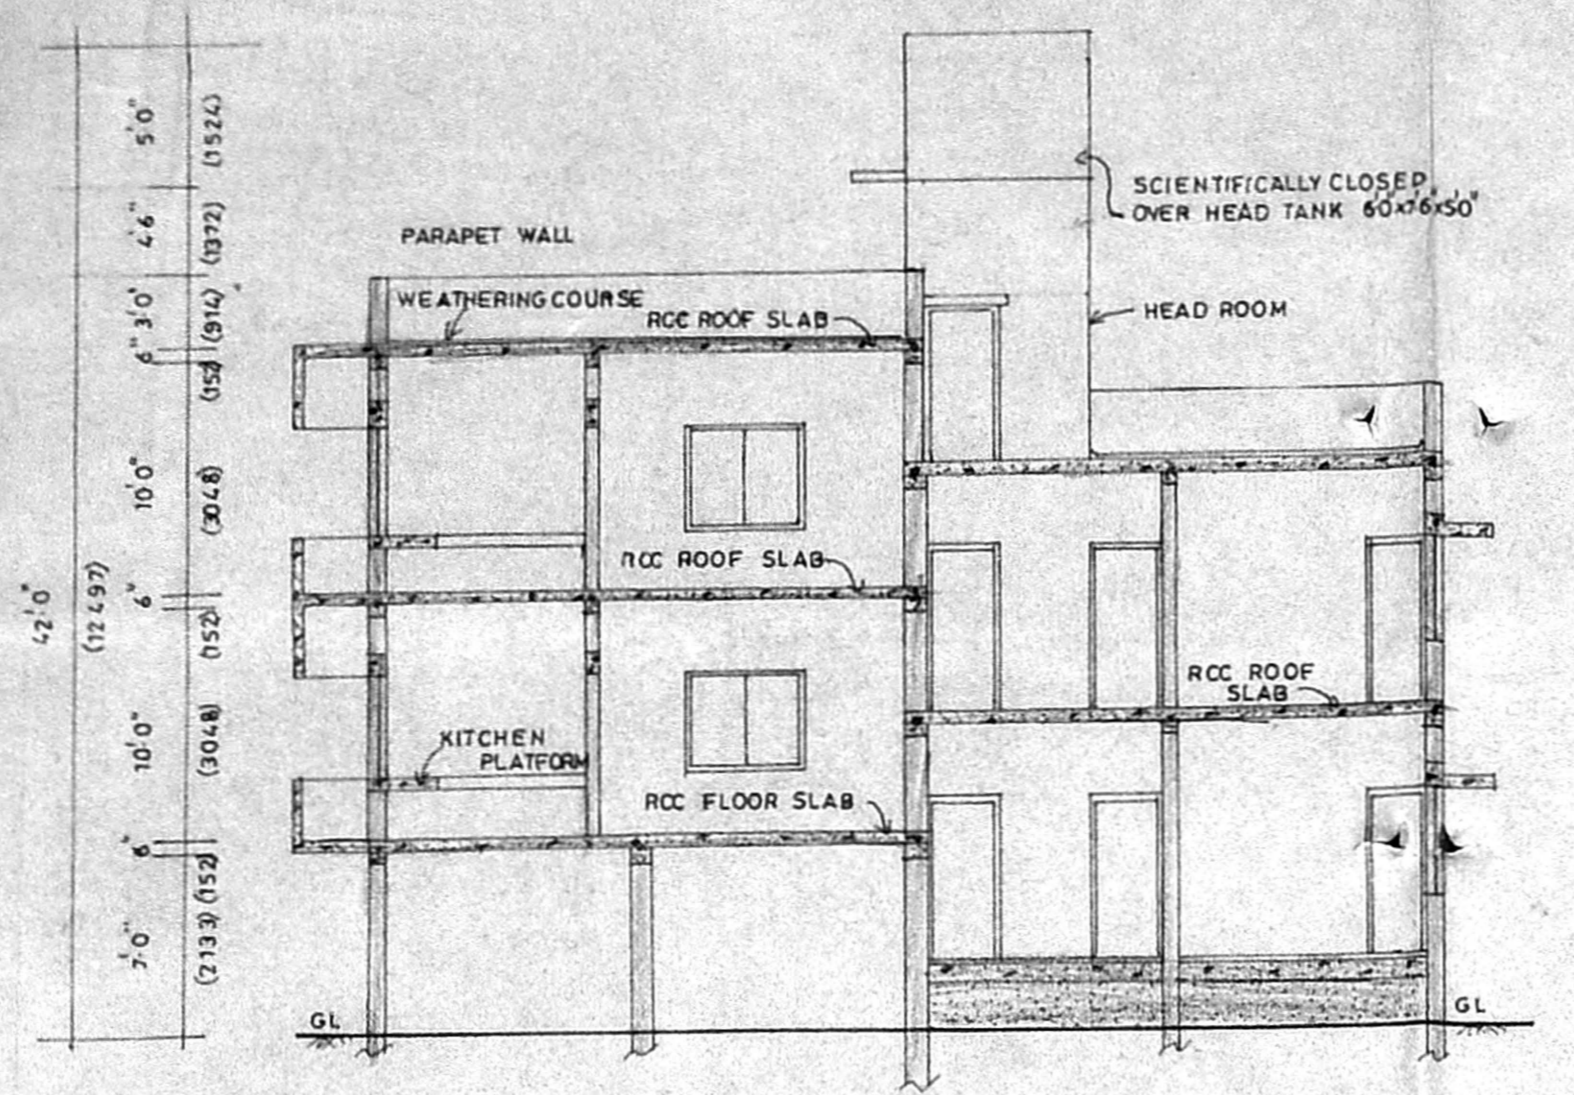 5'0"
(1524)
4'6"
(1372)
3'0"
(914)
6"
(152)
10'0"
(3048)
6"
(152)
10'0"
(3048)
6"
(152)
7'0"
(2133)
42'0"
(12497)
PARAPET WALL
WEATHERING COURSE
RCC ROOF SLAB
SCIENTIFICALLY CLOSED
OVER HEAD TANK 6'0"x7'6"x5'0"
HEAD ROOM
RCC ROOF SLAB
RCC ROOF
SLAB
KITCHEN
PLATFORM
RCC FLOOR SLAB
GL
GL